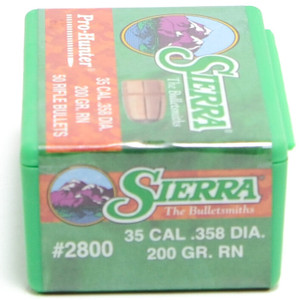 Pro-Hunter®
35 CAL .358 DIA.
200 GR. RN
50 RIFLE BULLETS
SIERRA®
The Bulletsmiths
SIERRA®
The Bulletsmiths
#2800
35 CAL .358 DIA.
200 GR. RN